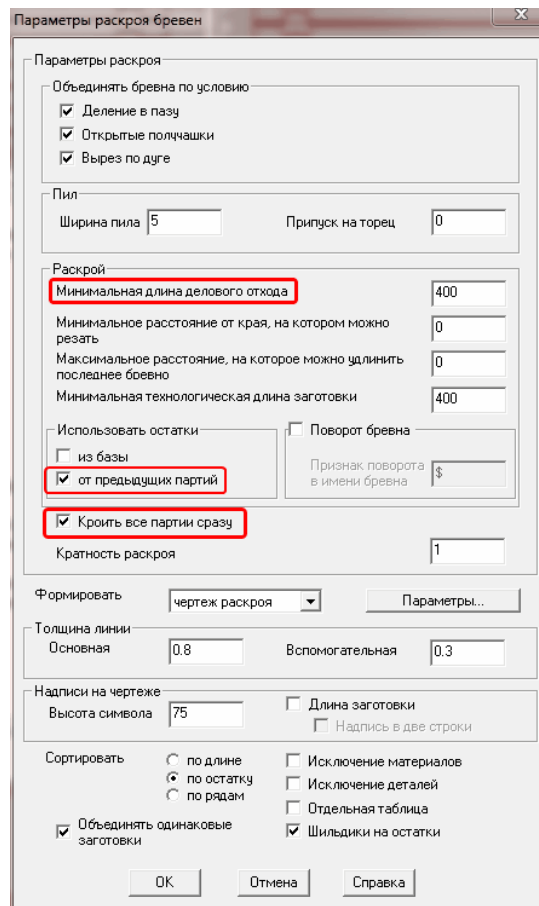 Параметры раскроя бревен
Параметры раскроя
Объединять бревна по условию
Деление в пазу
Открытые получашки
Вырез по дуге
Пил
Ширина пила 5 Припуск на торец 0
Раскрой
Минимальная длина делового отхода 400
Минимальное расстояние от края, на котором можно
резать 0
Максимальное расстояние, на которое можно удлинить
последнее бревно 0
Минимальная технологическая длина заготовки 400
Использовать остатки
из базы
от предыдущих партий
Поворот бревна
Признак поворота
в имени бревна $
Кроить все партии сразу
Кратность раскроя 1
Формировать чертеж раскроя Параметры...
Толщина линии
Основная 0.8 Вспомогательная 0.3
Надписи на чертеже
Высота символа 75
Длина заготовки
Надпись в две строки
Сортировать
по длине
по остатку
по рядам
Объединять одинаковые
заготовки
Исключение материалов
Исключение деталей
Отдельная таблица
Шильдики на остатки
OK Отмена Справка